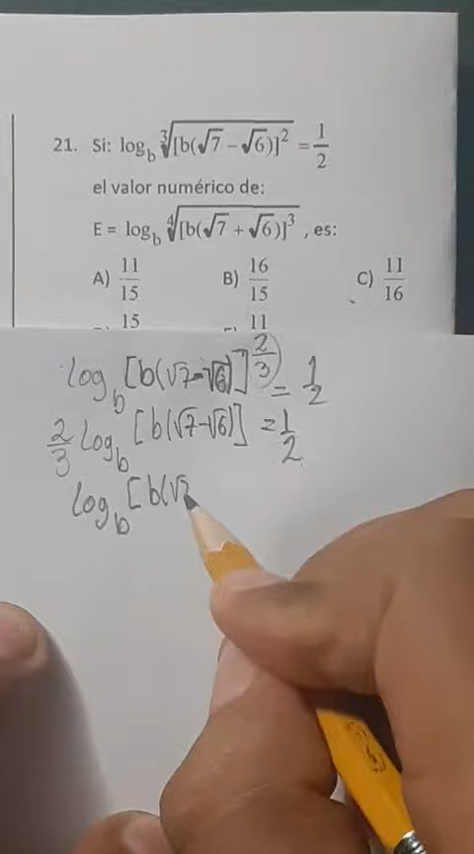 21. Si: log_b ∛[b(√7 − √6)]² = 1/2
el valor numérico de:
E = log_b ∜[b(√7 + √6)]³ , es:
A) 11/15 B) 16/15 C) 11/16
15 11
log_b [b(√7-√6)]^(2/3) = 1/2
2/3 log_b [b(√7-√6)] = 1/2
log_b [b(√7